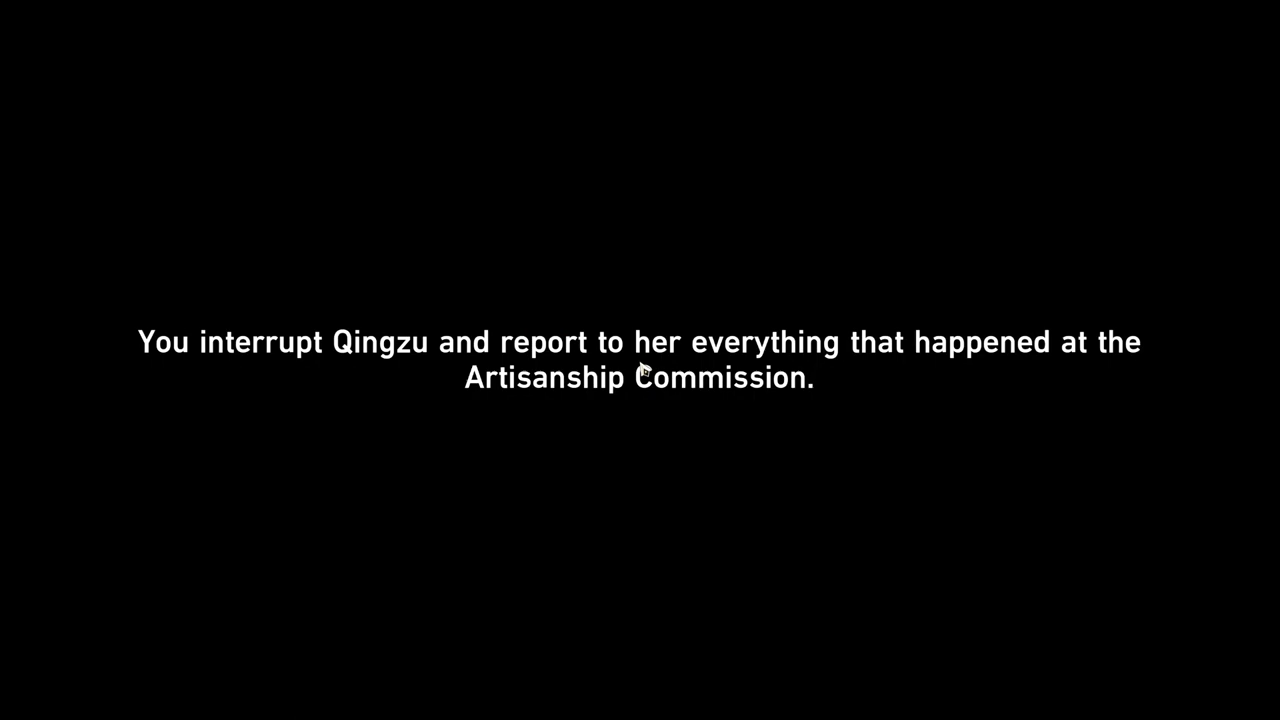 You interrupt Qingzu and report to her everything that happened at the
Artisanship Commission.